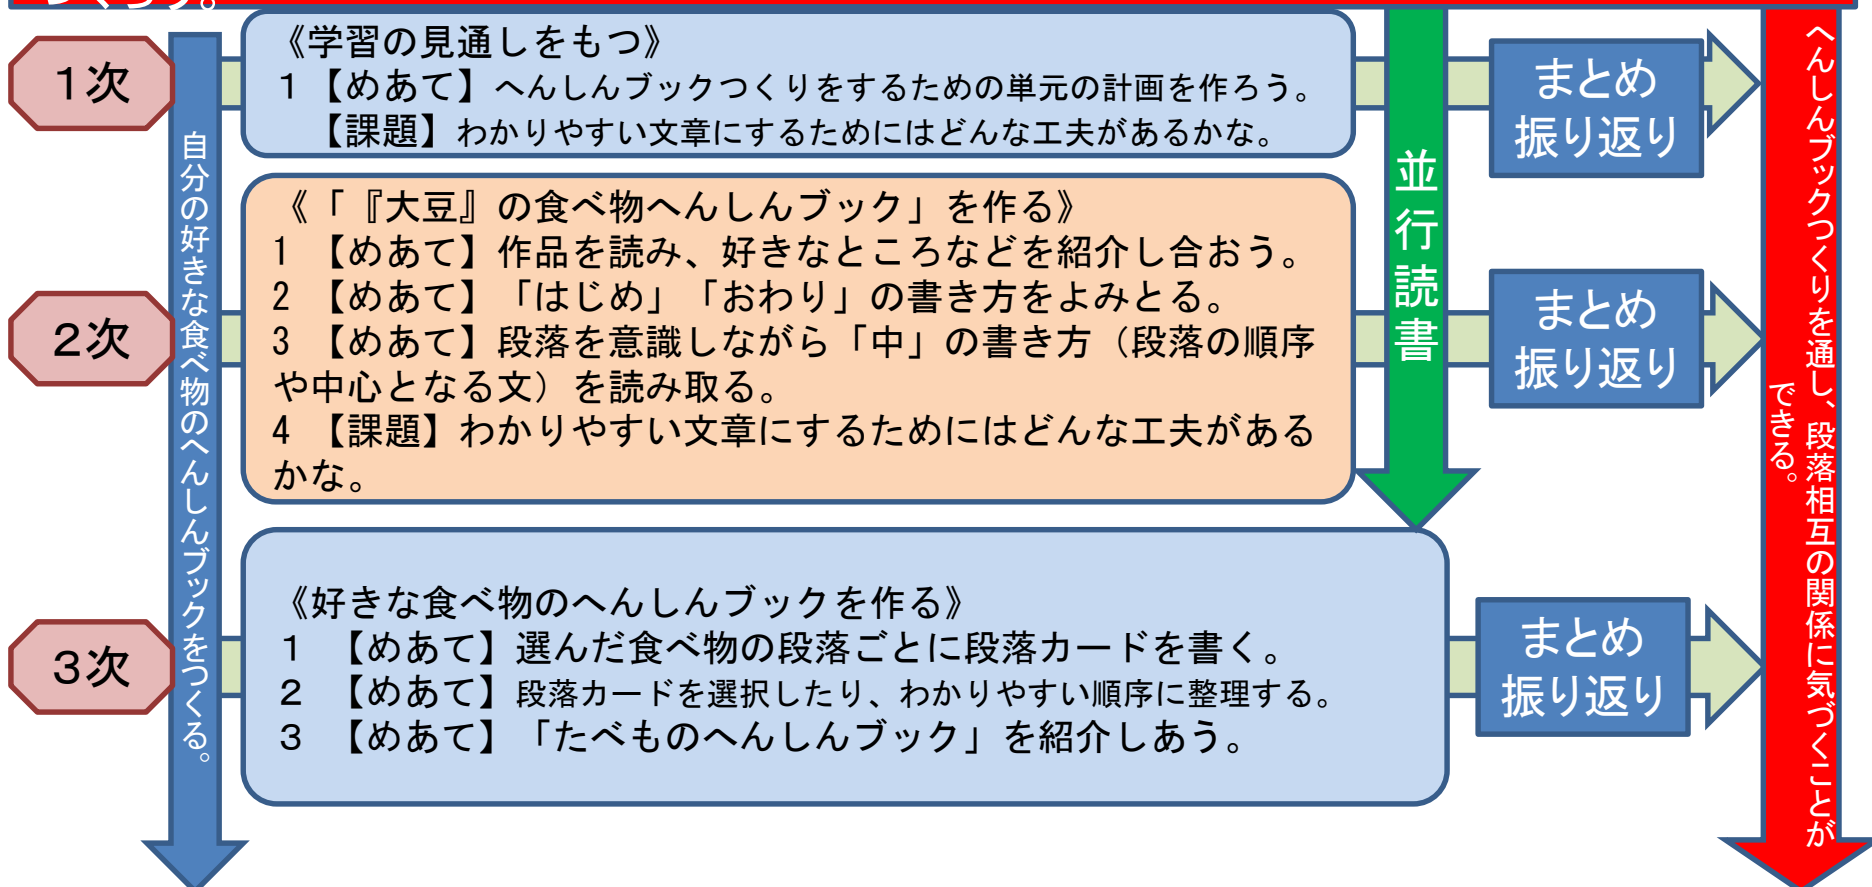 つくろう。
1次
《学習の見通しをもつ》
1 【めあて】へんしんブックつくりをするための単元の計画を作ろう。
【課題】わかりやすい文章にするためにはどんな工夫があるかな。
まとめ
振り返り
2次
《「『大豆』の食べ物へんしんブック」を作る》
1 【めあて】作品を読み、好きなところなどを紹介し合おう。
2 【めあて】「はじめ」「おわり」の書き方をよみとる。
3 【めあて】段落を意識しながら「中」の書き方（段落の順序
や中心となる文）を読み取る。
4 【課題】わかりやすい文章にするためにはどんな工夫がある
かな。
まとめ
振り返り
3次
《好きな食べ物のへんしんブックを作る》
1 【めあて】選んだ食べ物の段落ごとに段落カードを書く。
2 【めあて】段落カードを選択したり、わかりやすい順序に整理する。
3 【めあて】「たべものへんしんブック」を紹介しあう。
まとめ
振り返り
自分の好きな食べ物のへんしんブックをつくる。
並行読書
へんしんブックつくりを通し、段落相互の関係に気づくことが
できる。